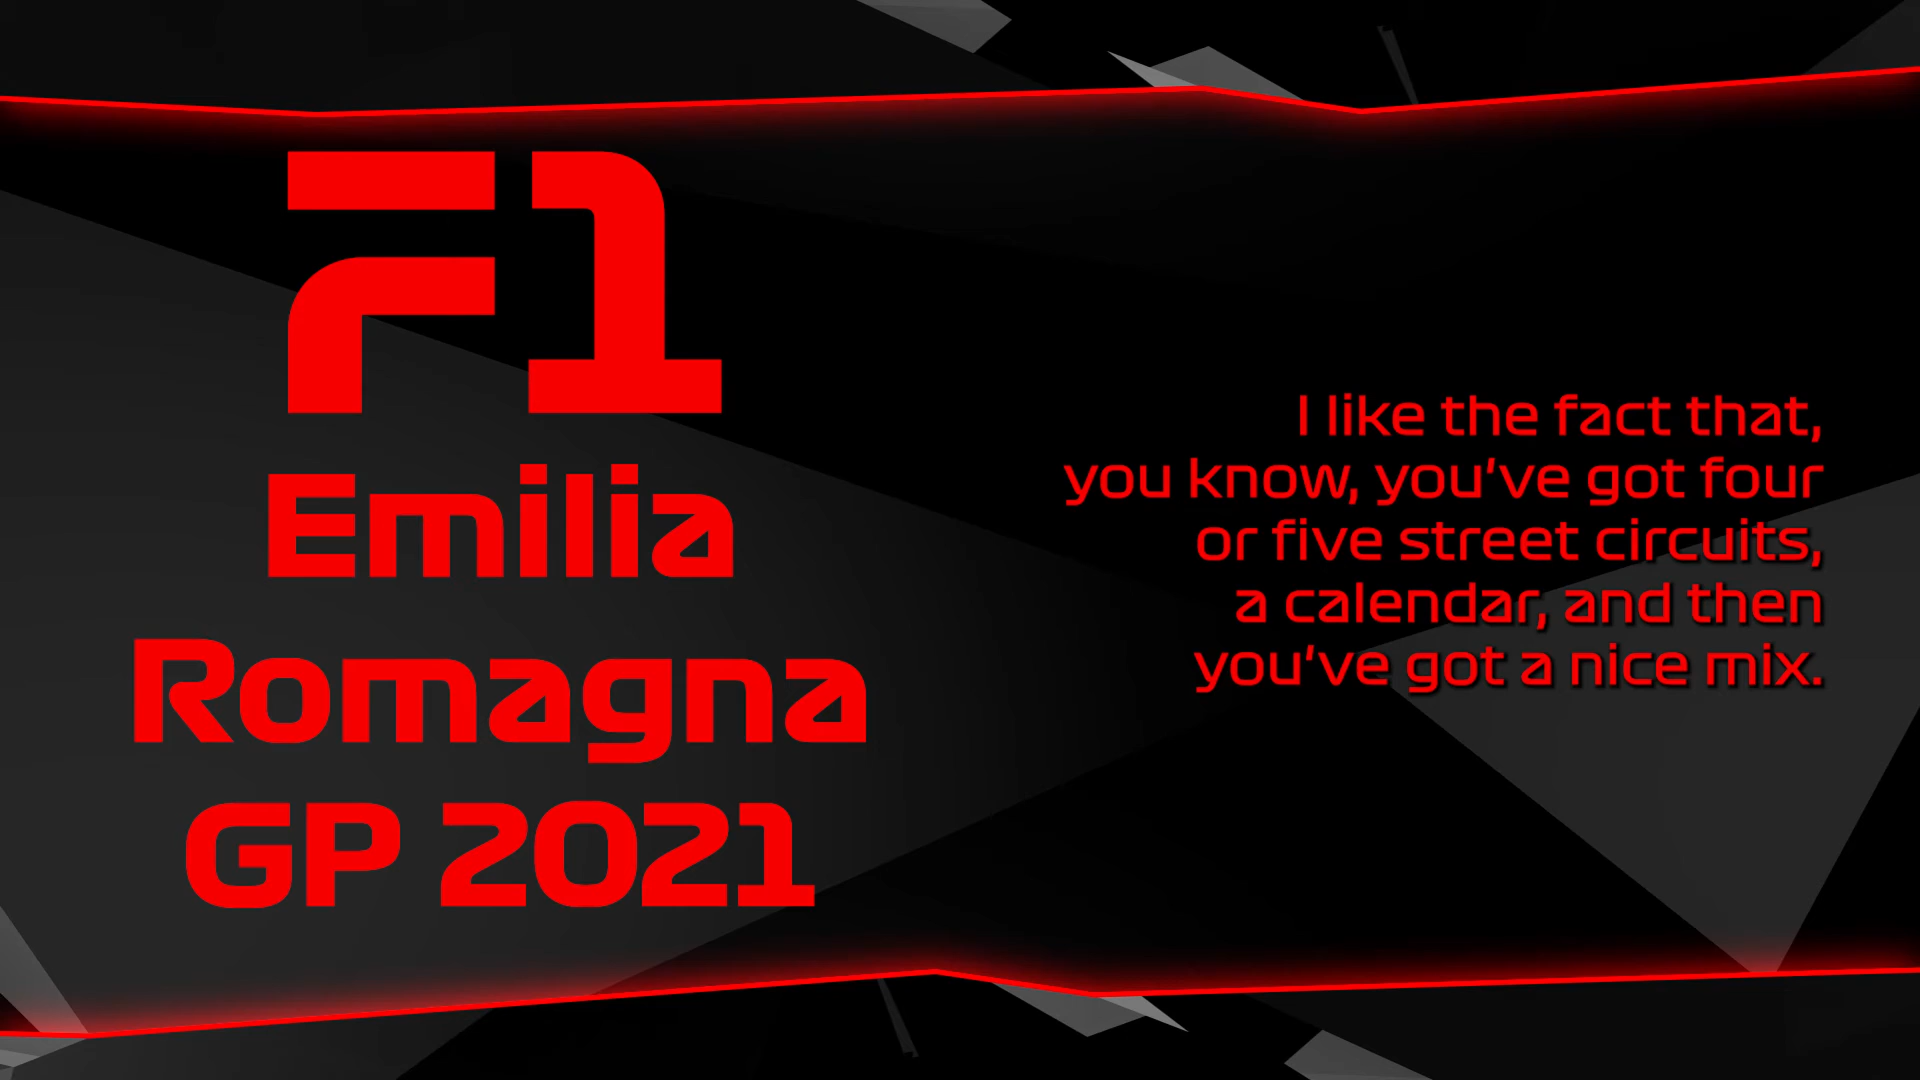 F1
Emilia
Romagna
GP 2021
I like the fact that,
you know, you've got four
or five street circuits,
a calendar, and then
you've got a nice mix.